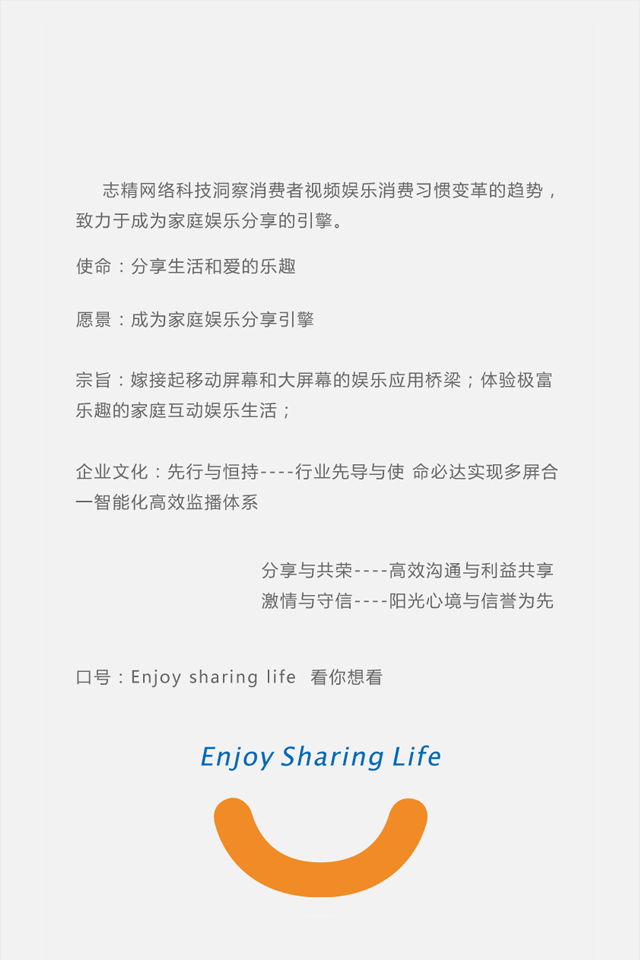 志精网络科技洞察消费者视频娱乐消费习惯变革的趋势，
致力于成为家庭娱乐分享的引擎。
使命：分享生活和爱的乐趣
愿景：成为家庭娱乐分享引擎
宗旨：嫁接起移动屏幕和大屏幕的娱乐应用桥梁；体验极富
乐趣的家庭互动娱乐生活；
企业文化：先行与恒持----行业先导与使 命必达实现多屏合
一智能化高效监播体系
分享与共荣----高效沟通与利益共享
激情与守信----阳光心境与信誉为先
口号：Enjoy sharing life 看你想看
Enjoy Sharing Life